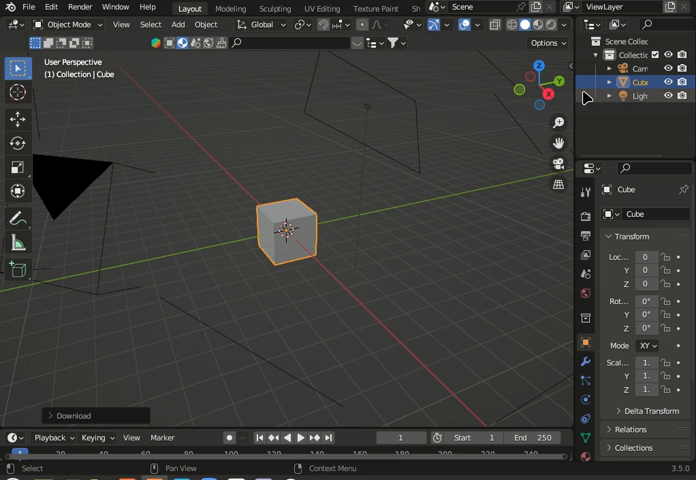 File Edit Render Window Help Layout Modeling Sculpting UV Editing Texture Paint Scene ViewLayer
Object Mode View Select Add Object Global
Options
User Perspective
(1) Collection | Cube
Z
Y
X
Download
Scene Collec
Collectic
Cam
Cube
Ligh
Cube
Cube
Transform
Loc... 0
Y 0
Z 0
Rot... 0°
Y 0°
Z 0°
Mode XY
Scal... 1.
Y 1.
Z 1.
Delta Transform
Relations
Collections
Playback Keying View Marker 1 Start 1 End 250
1
Select Pan View Context Menu 3.5.0